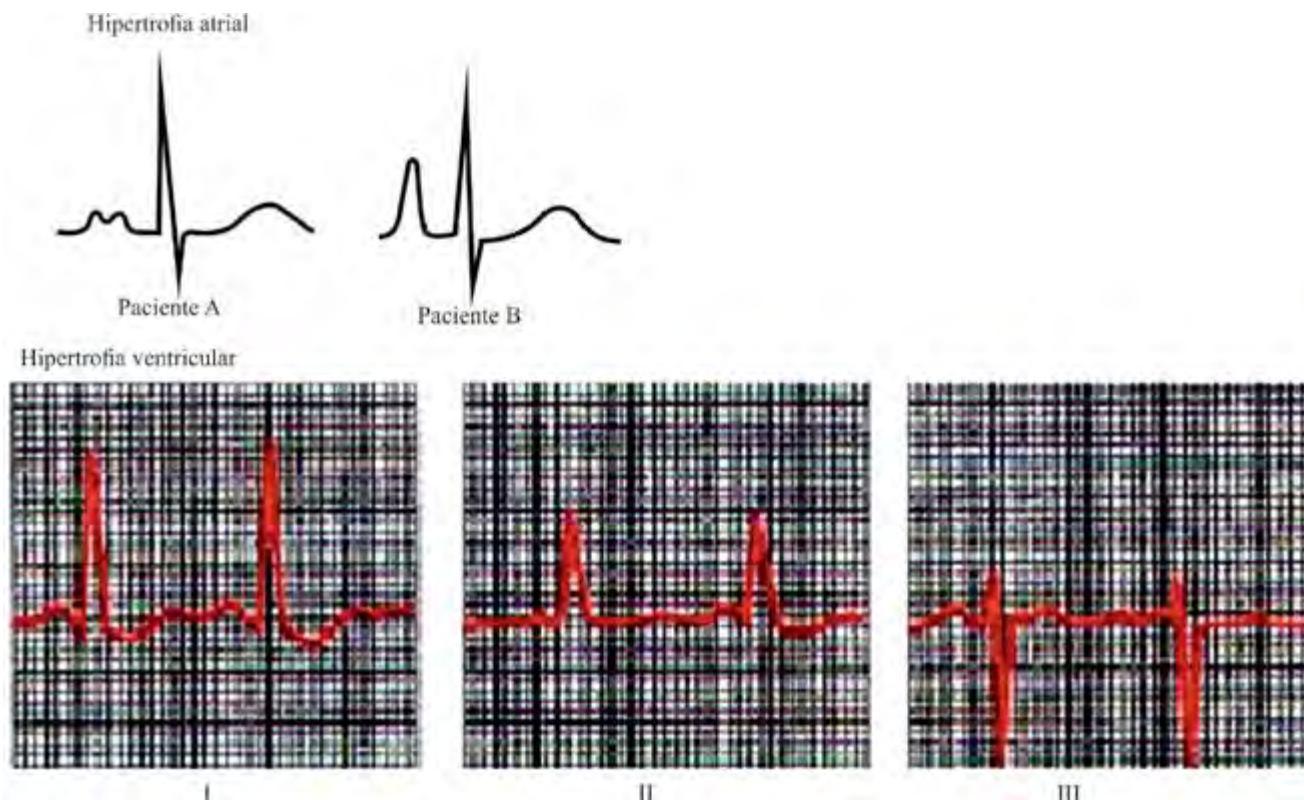 Hipertrofia atrial
Paciente A
Paciente B
Hipertrofia ventricular
I
II
III